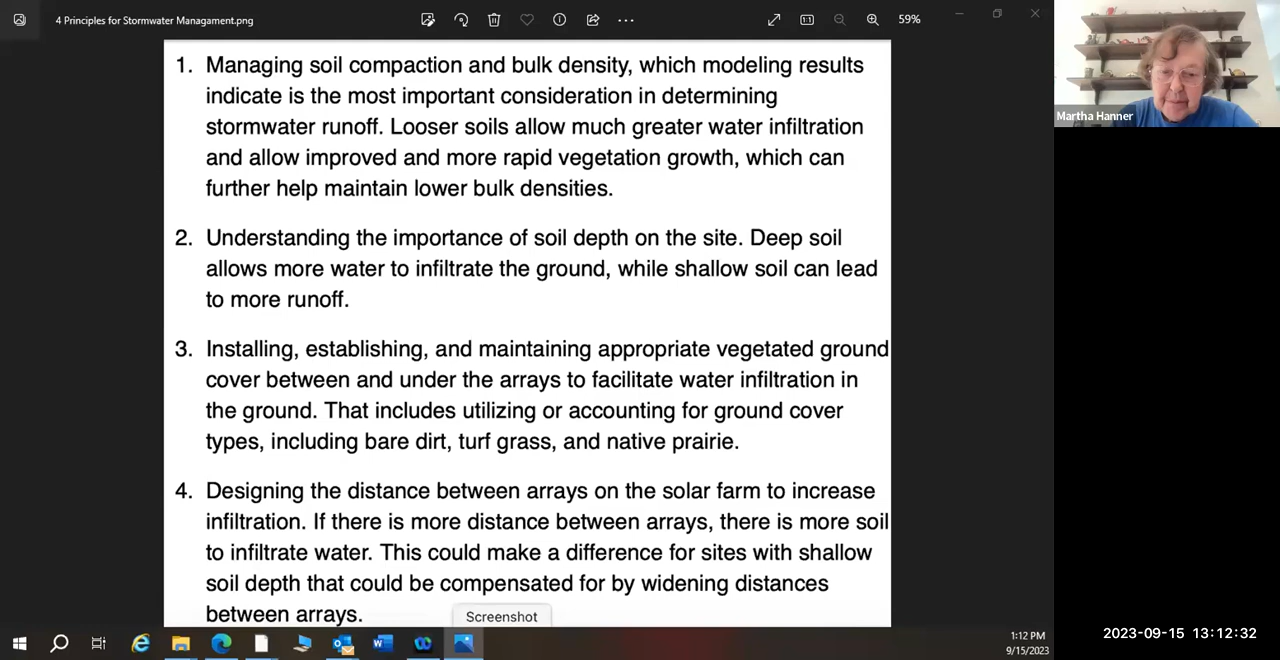 4 Principles for Stormwater Managament.png
59%
1. Managing soil compaction and bulk density, which modeling results
indicate is the most important consideration in determining
stormwater runoff. Looser soils allow much greater water infiltration
and allow improved and more rapid vegetation growth, which can
further help maintain lower bulk densities.
2. Understanding the importance of soil depth on the site. Deep soil
allows more water to infiltrate the ground, while shallow soil can lead
to more runoff.
3. Installing, establishing, and maintaining appropriate vegetated ground
cover between and under the arrays to facilitate water infiltration in
the ground. That includes utilizing or accounting for ground cover
types, including bare dirt, turf grass, and native prairie.
4. Designing the distance between arrays on the solar farm to increase
infiltration. If there is more distance between arrays, there is more soil
to infiltrate water. This could make a difference for sites with shallow
soil depth that could be compensated for by widening distances
between arrays.
Screenshot
Martha Hanner
1:12 PM
9/15/2023
2023-09-15 13:12:32